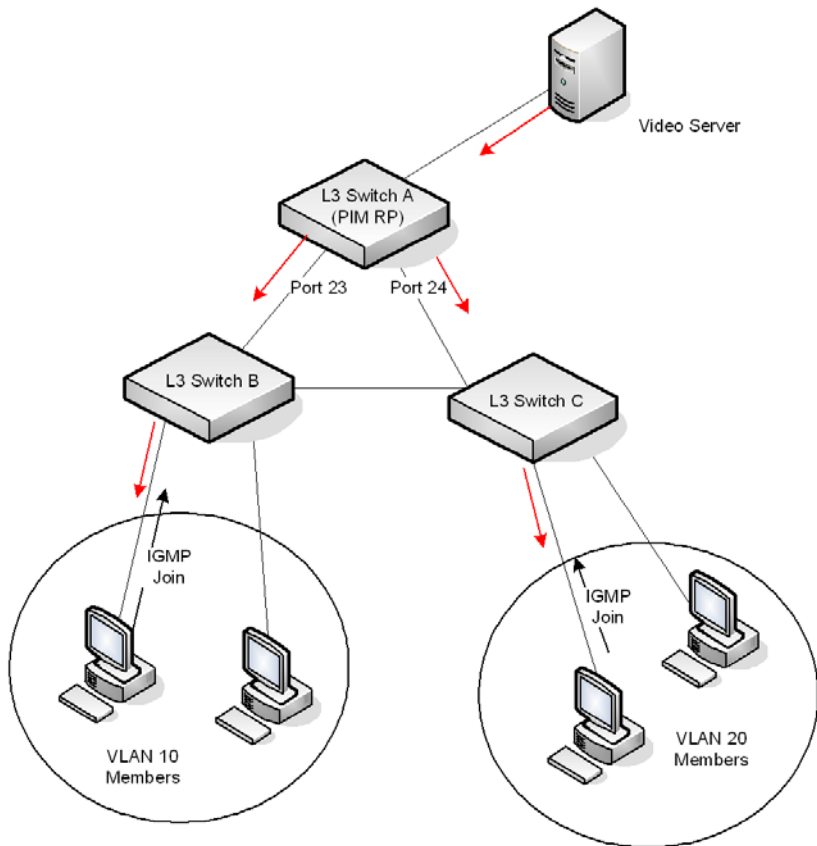 Video Server
L3 Switch A
(PIM RP)
Port 23
Port 24
L3 Switch B
L3 Switch C
IGMP
Join
IGMP
Join
VLAN 10
Members
VLAN 20
Members